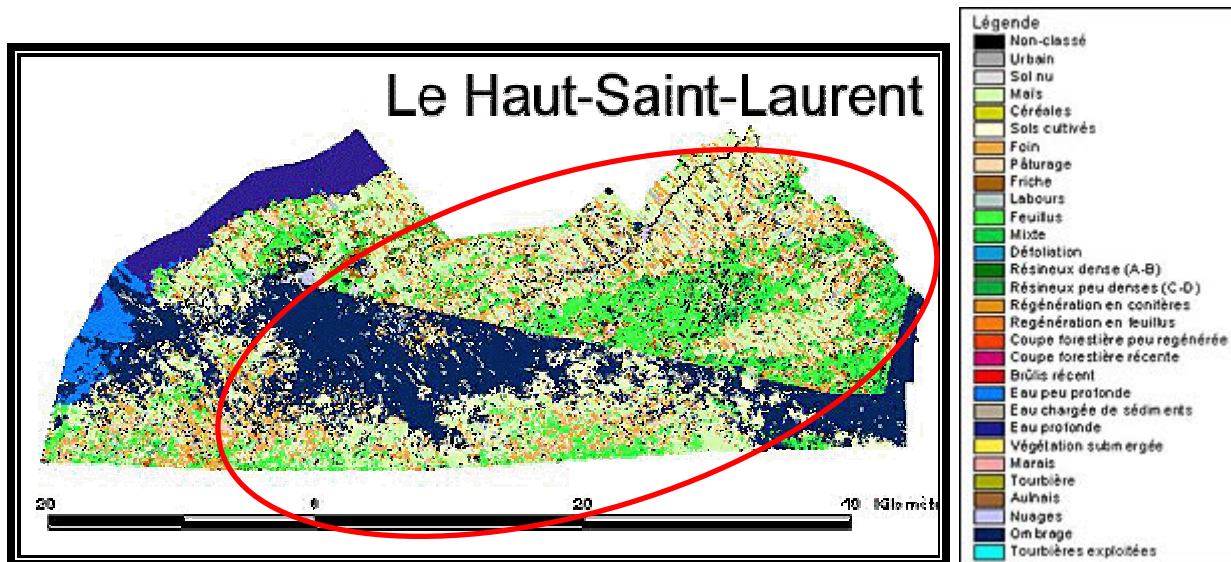 Le Haut-Saint-Laurent
20 0 20 40 Kilomètr
Légende
Non-classé
Urbain
Sol nu
Maïs
Céréales
Sols cultivés
Foin
Pâturage
Friche
Labours
Feuillus
Mixte
Défoliation
Résineux dense (A-B)
Résineux peu denses (C-D)
Régénération en conifères
Regénération en feuillus
Coupe forestière peu regénérée
Coupe forestière récente
Brûlis récent
Eau peu profonde
Eau chargée de sédiments
Eau profonde
Végétation submergée
Marais
Tourbière
Aulnais
Nuages
Ombrage
Tourbières exploitées